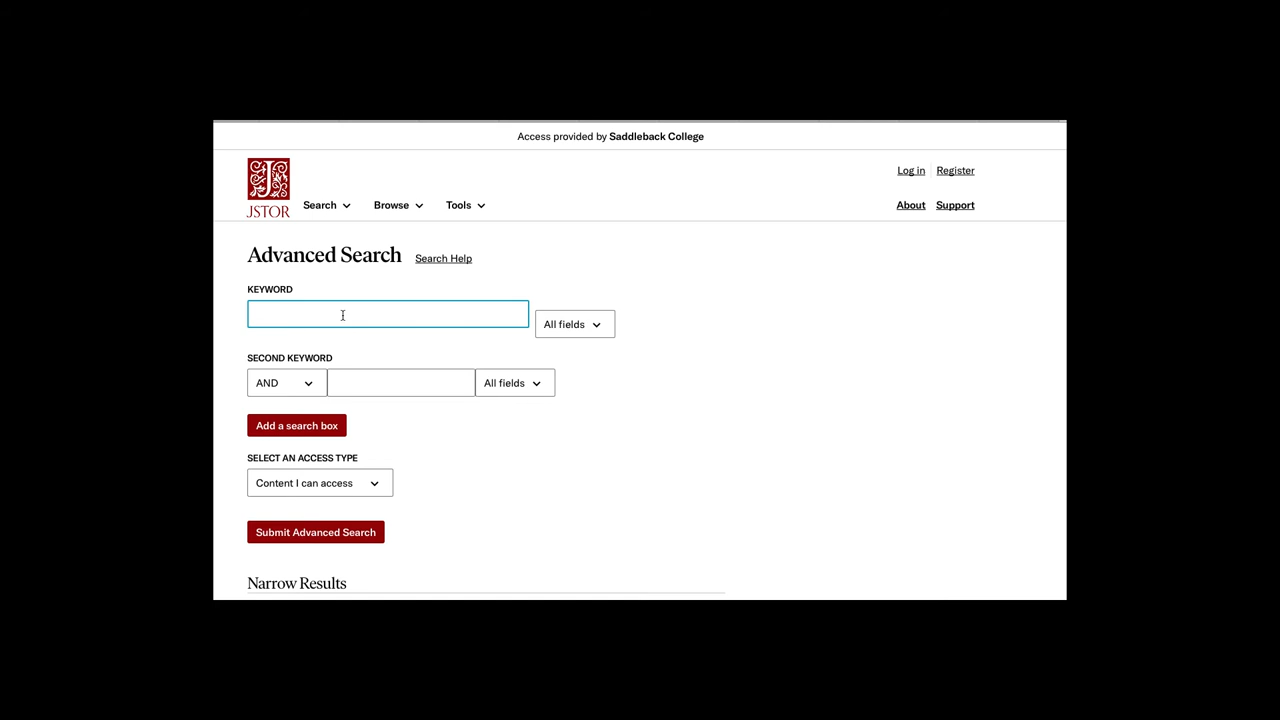 Access provided by Saddleback College
Log in Register
JSTOR
Search Browse Tools
About Support
Advanced Search Search Help
KEYWORD
All fields
SECOND KEYWORD
AND All fields
Add a search box
SELECT AN ACCESS TYPE
Content I can access
Submit Advanced Search
Narrow Results